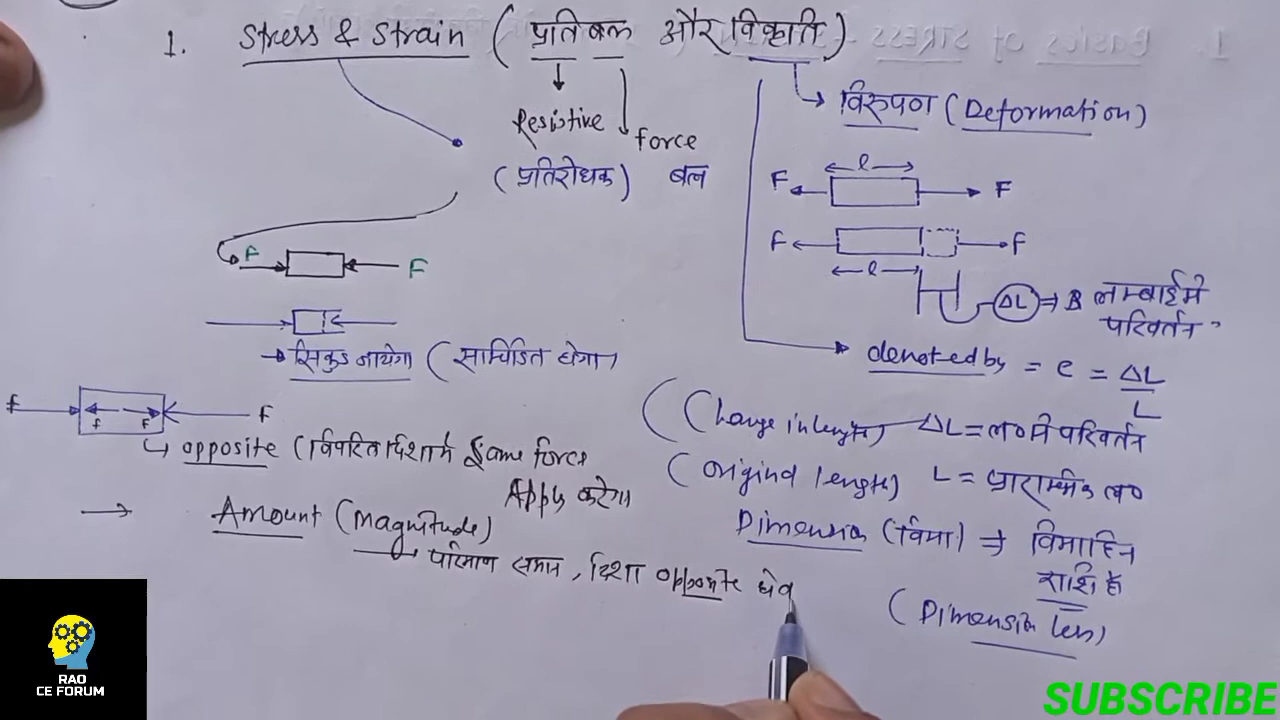 1. Stress & Strain (प्रतिबल और विकृति)
Resistive force
(प्रतिरोधक) बल
F F
सिकुड़ जायेगा (
f F
f F
opposite (विपरित दिशा में Same force
Apply करेगा
Amount (Magnitude)
परिमाण समान, दिशा opposite
विरुपण (Deformation)
l
F F
F F
l
ΔL ⇒ लम्बाई में
परिवर्तन
denoted by = e = ΔL
L
(Change in length) ΔL = ल० में परिवर्तन
(Original length) L = प्रारम्भिक ल०
Dimension (विमा) ⇒ विमाहिन
राशि है
(Dimension less)
RAO
CE FORUM
SUBSCRIBE